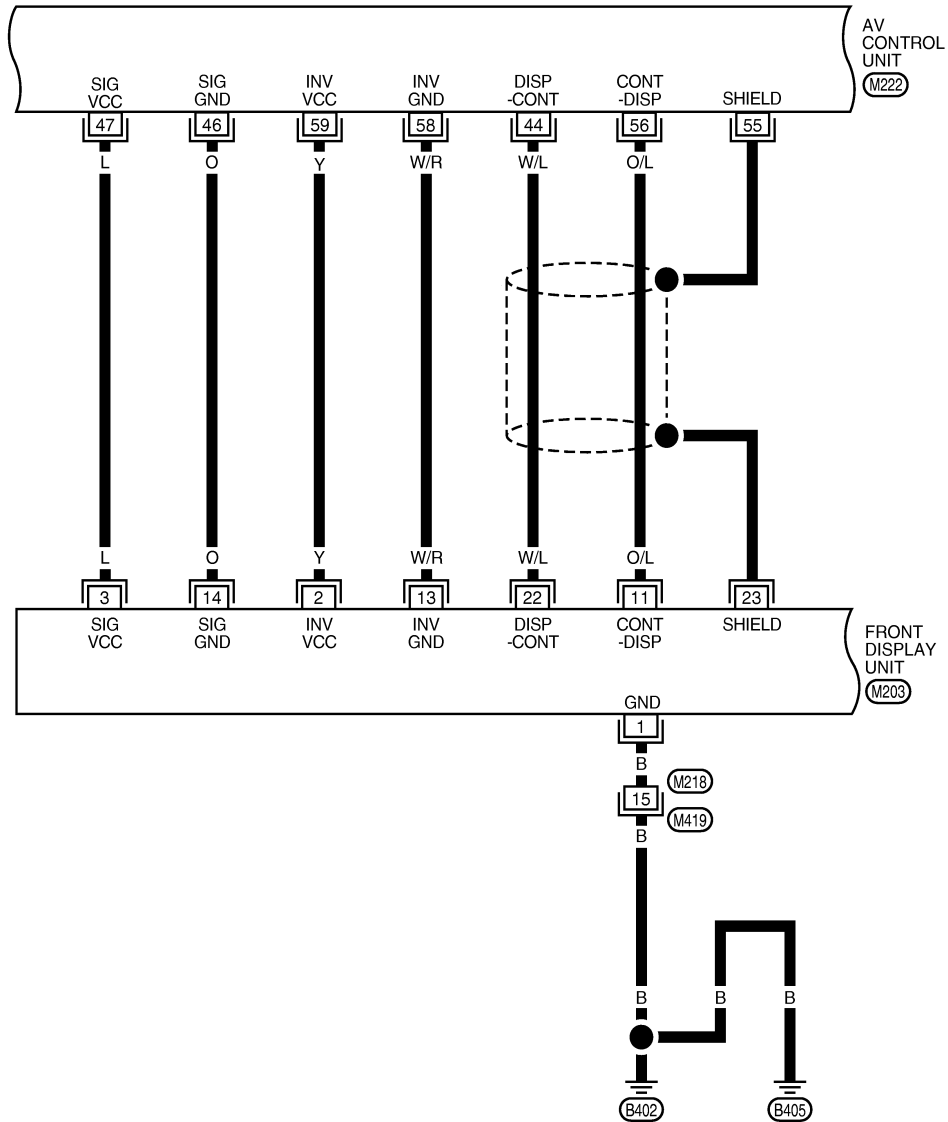 AV
CONTROL
UNIT
M222
SIG
VCC
SIG
GND
INV
VCC
INV
GND
DISP
-CONT
CONT
-DISP
SHIELD
47 46 59 58 44 56 55
L O Y W/R W/L O/L
L O Y W/R W/L O/L
3 14 2 13 22 11 23
SIG
VCC
SIG
GND
INV
VCC
INV
GND
DISP
-CONT
CONT
-DISP
SHIELD
FRONT
DISPLAY
UNIT
M203
GND
1
B
M218
15
M419
B
B B B
B402 B405